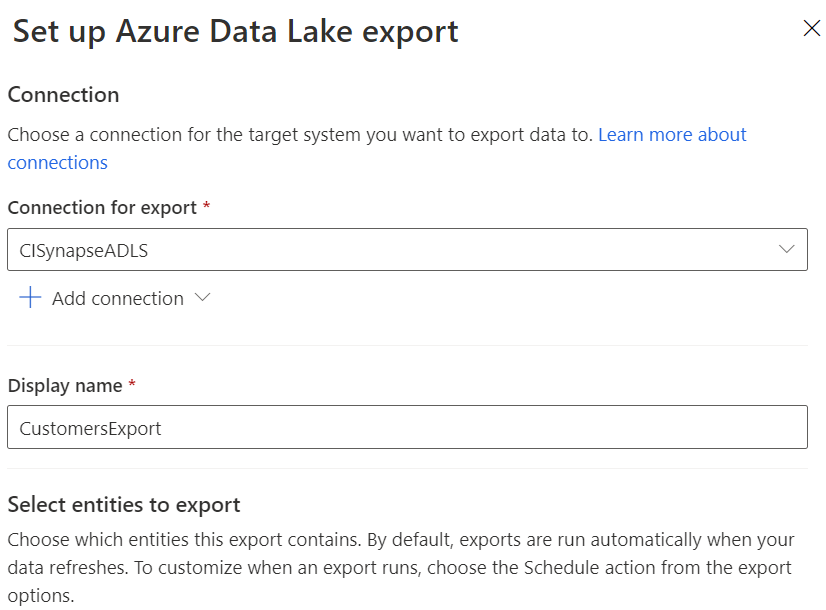 Set up Azure Data Lake export
Connection
Choose a connection for the target system you want to export data to. Learn more about
connections
Connection for export *
CISynapseADLS
Add connection
Display name *
CustomersExport
Select entities to export
Choose which entities this export contains. By default, exports are run automatically when your
data refreshes. To customize when an export runs, choose the Schedule action from the export
options.